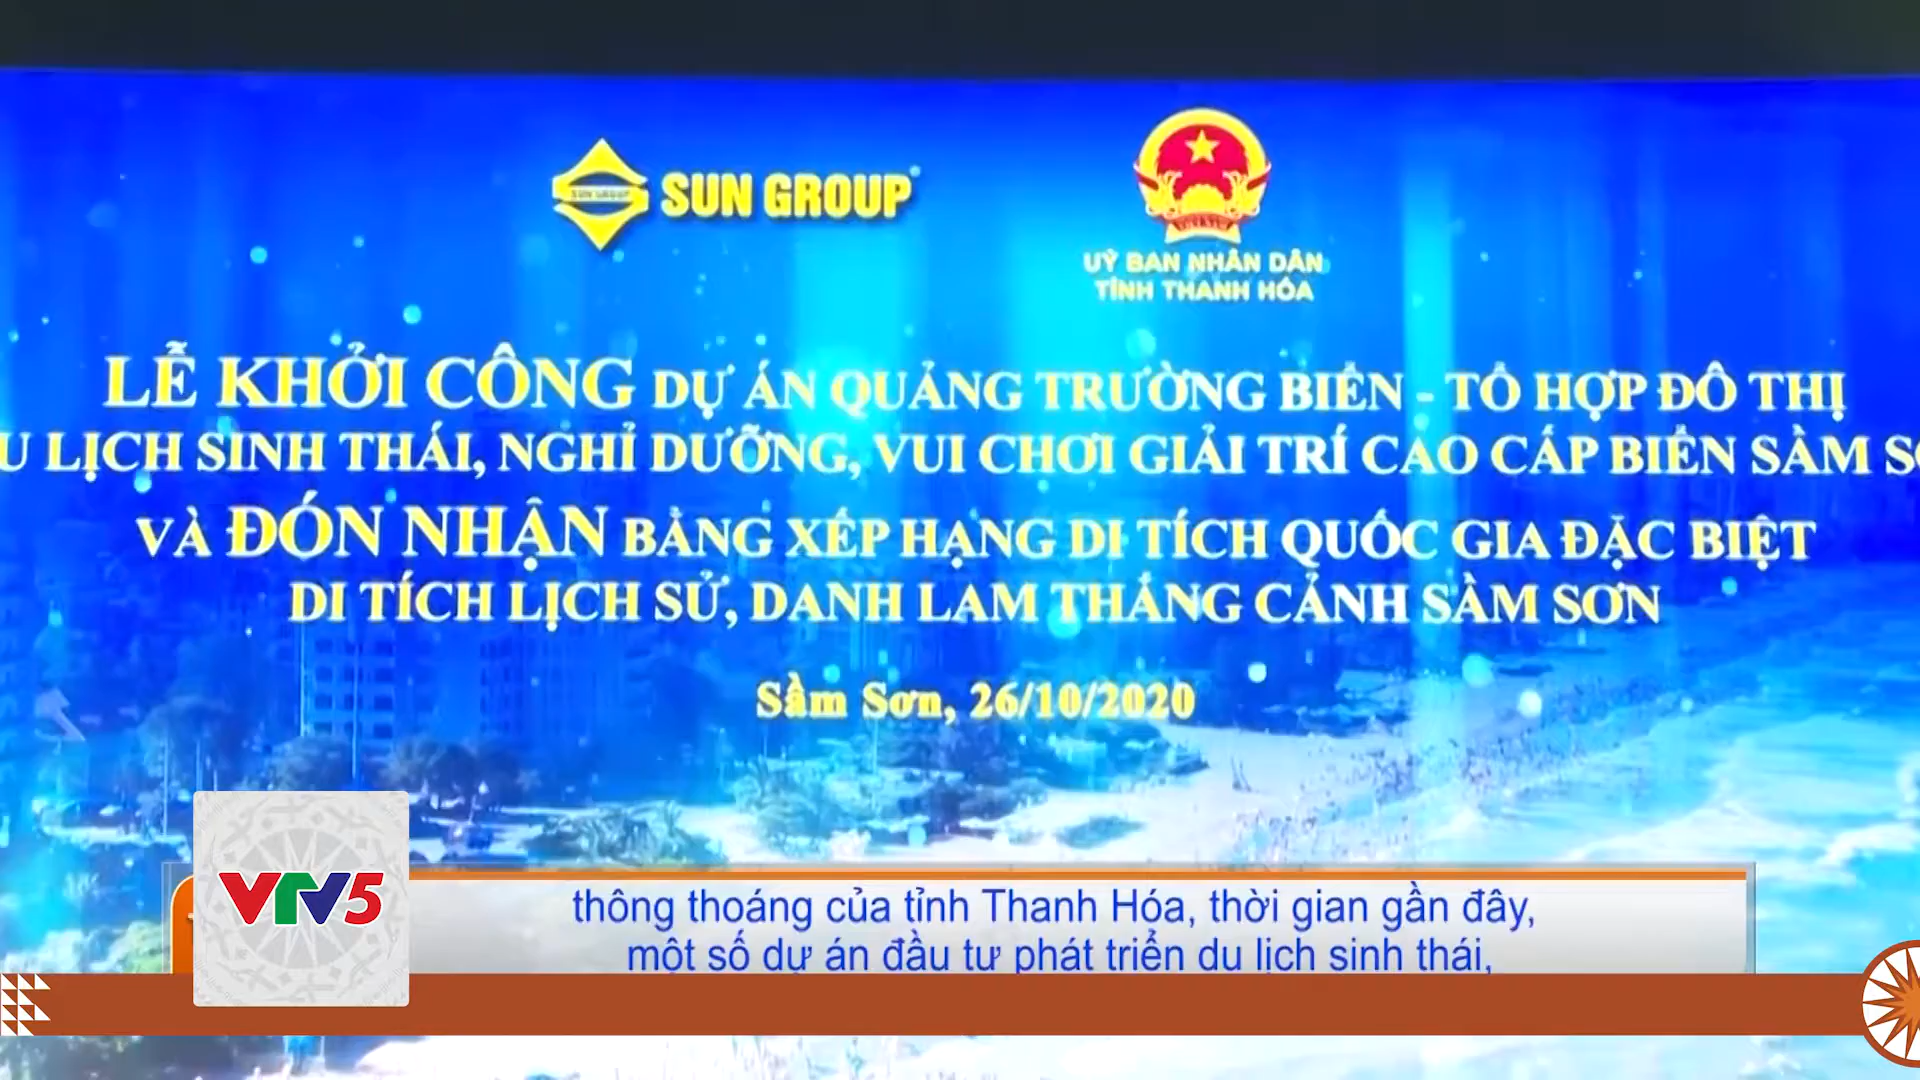 SUN GROUP
SUN GROUP
UỶ BAN NHÂN DÂN
TỈNH THANH HÓA
LỄ KHỞI CÔNG DỰ ÁN QUẢNG TRƯỜNG BIỂN - TỔ HỢP ĐÔ THỊ
U LỊCH SINH THÁI, NGHỈ DƯỠNG, VUI CHƠI GIẢI TRÍ CAO CẤP BIỂN SẦM SƠ
VÀ ĐÓN NHẬN BẰNG XẾP HẠNG DI TÍCH QUỐC GIA ĐẶC BIỆT
DI TÍCH LỊCH SỬ, DANH LAM THẮNG CẢNH SẦM SƠN
Sầm Sơn, 26/10/2020
VTV5
thông thoáng của tỉnh Thanh Hóa, thời gian gần đây,
một số dự án đầu tư phát triển du lịch sinh thái,